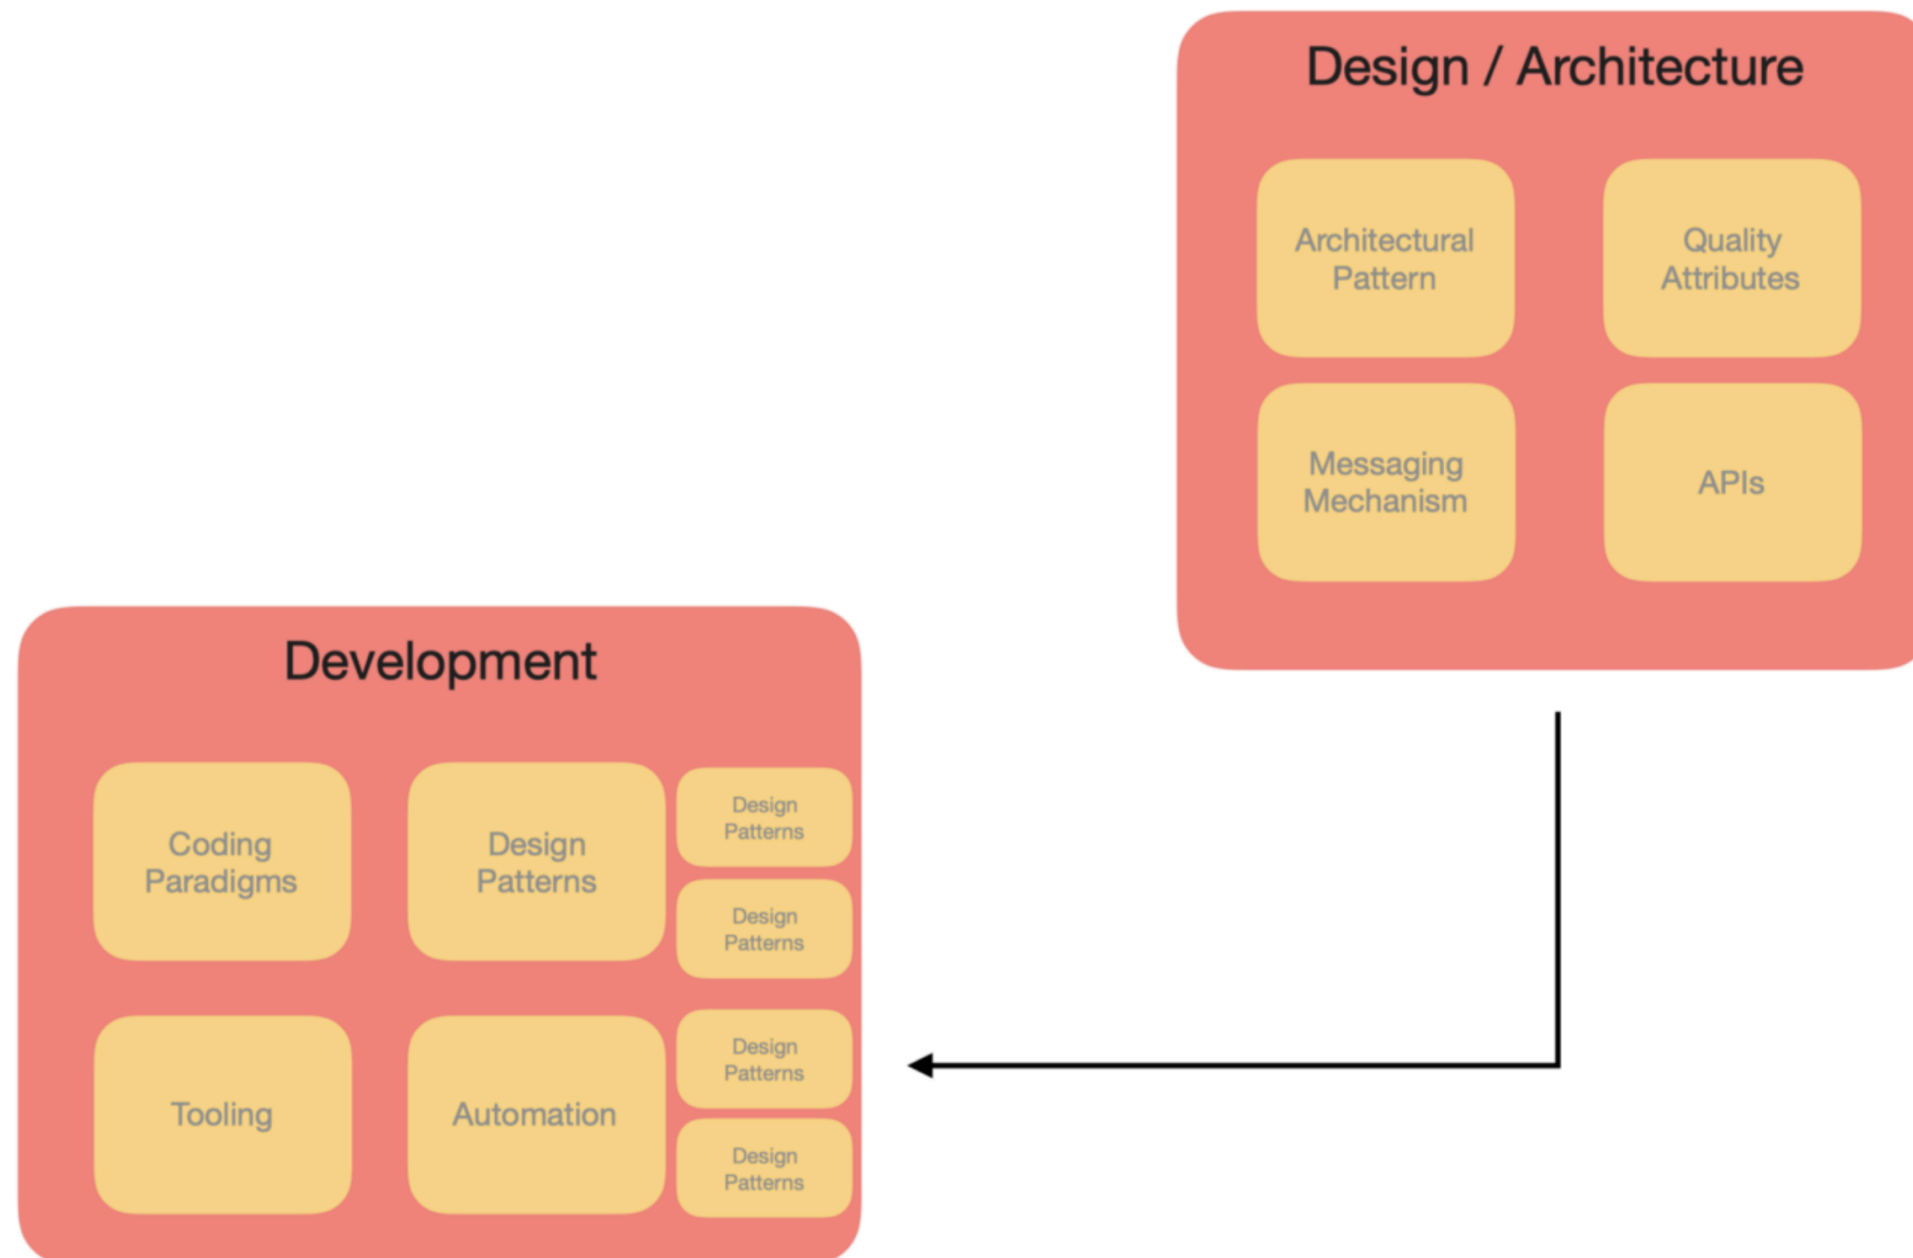 Design / Architecture
Architectural
Pattern
Quality
Attributes
Messaging
Mechanism
APIs
Development
Coding
Paradigms
Design
Patterns
Design
Patterns
Design
Patterns
Tooling
Automation
Design
Patterns
Design
Patterns